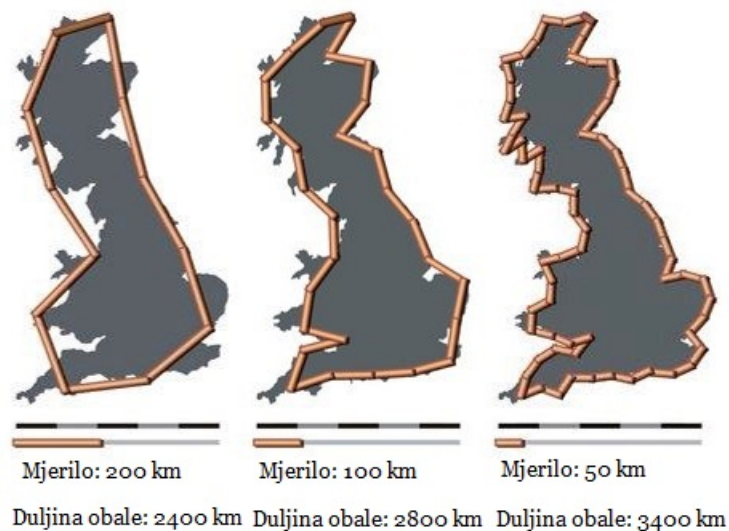 Mjerilo: 200 km
Mjerilo: 100 km
Mjerilo: 50 km
Duljina obale: 2400 km
Duljina obale: 2800 km
Duljina obale: 3400 km